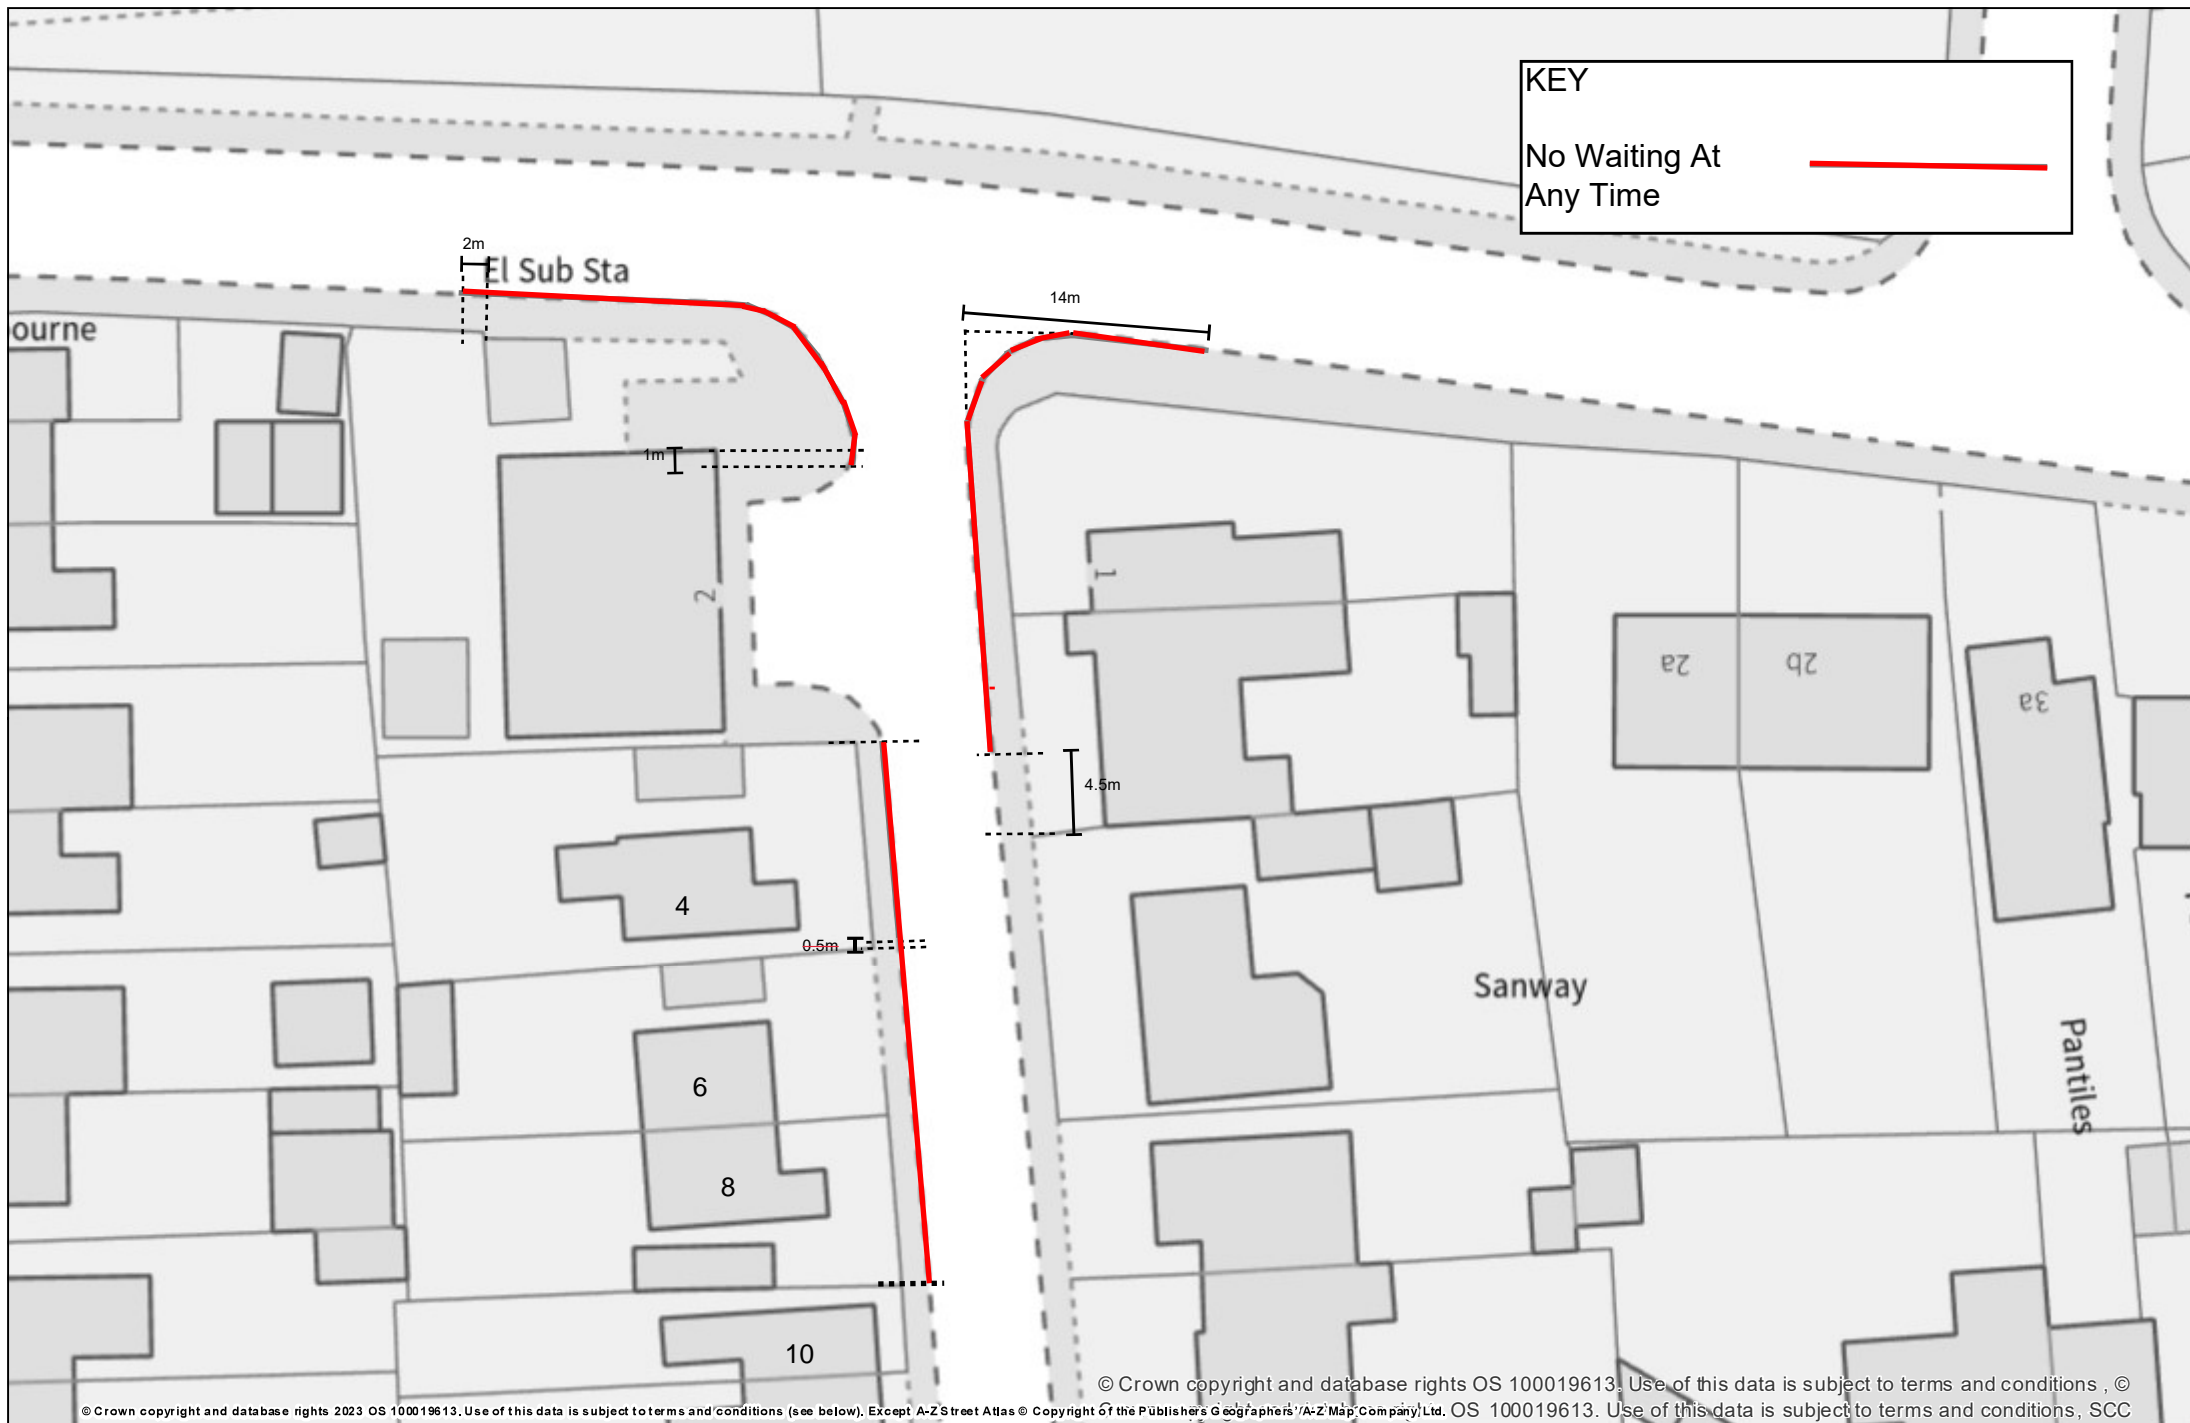 KEY
No Waiting At
Any Time
2m
El Sub Sta
14m
ourne
1m
1
2
2a
2b
3a
4.5m
4
0.5m
Sanway
Pantiles
6
8
10
© Crown copyright and database rights OS 100019613. Use of this data is subject to terms and conditions , ©
© Crown copyright and database rights 2023 OS 100019613. Use of this data is subject to terms and conditions (see below). Except A-Z Street Atlas © Copyright of the Publishers Geographers' A-Z Map Company, Ltd.
OS 100019613. Use of this data is subject to terms and conditions, SCC